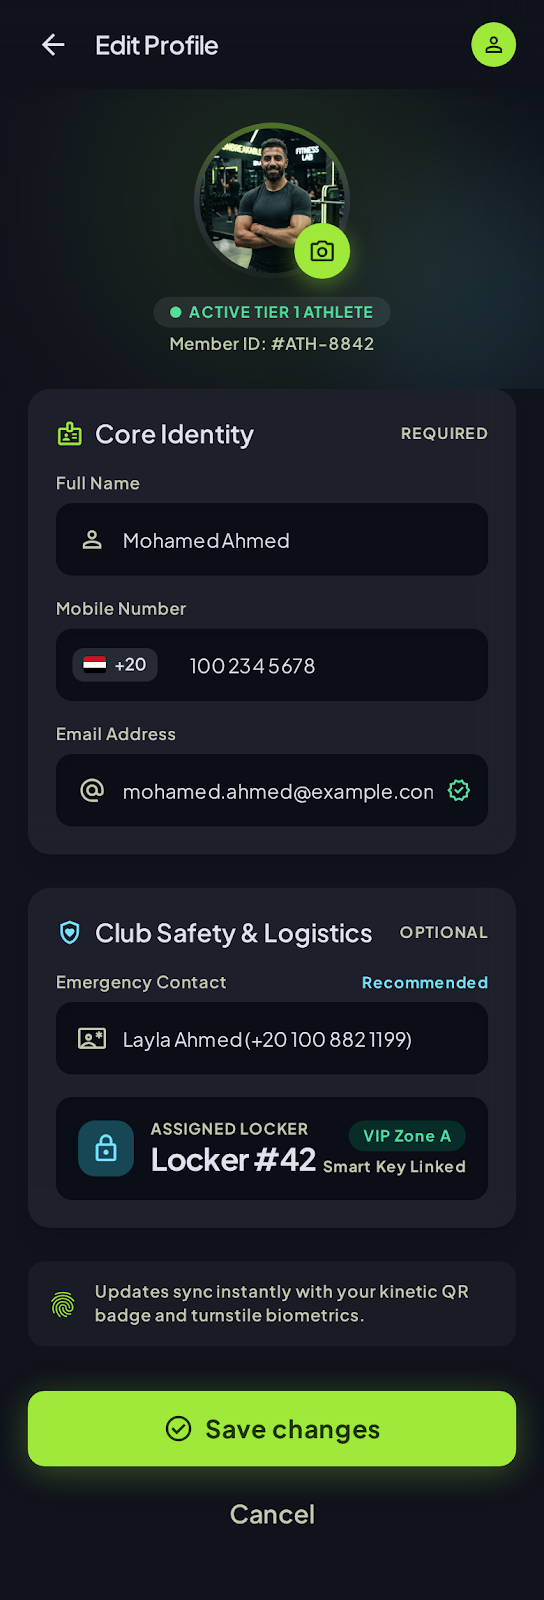 Edit Profile
FITNESS
LAB
ACTIVE TIER 1 ATHLETE
Member ID: #ATH-8842
Core Identity
REQUIRED
Full Name
Mohamed Ahmed
Mobile Number
+20
100 234 5678
Email Address
mohamed.ahmed@example.con
Club Safety & Logistics
OPTIONAL
Emergency Contact
Recommended
Layla Ahmed (+20 100 882 1199)
ASSIGNED LOCKER
VIP Zone A
Locker #42
Smart Key Linked
Updates sync instantly with your kinetic QR
badge and turnstile biometrics.
Save changes
Cancel